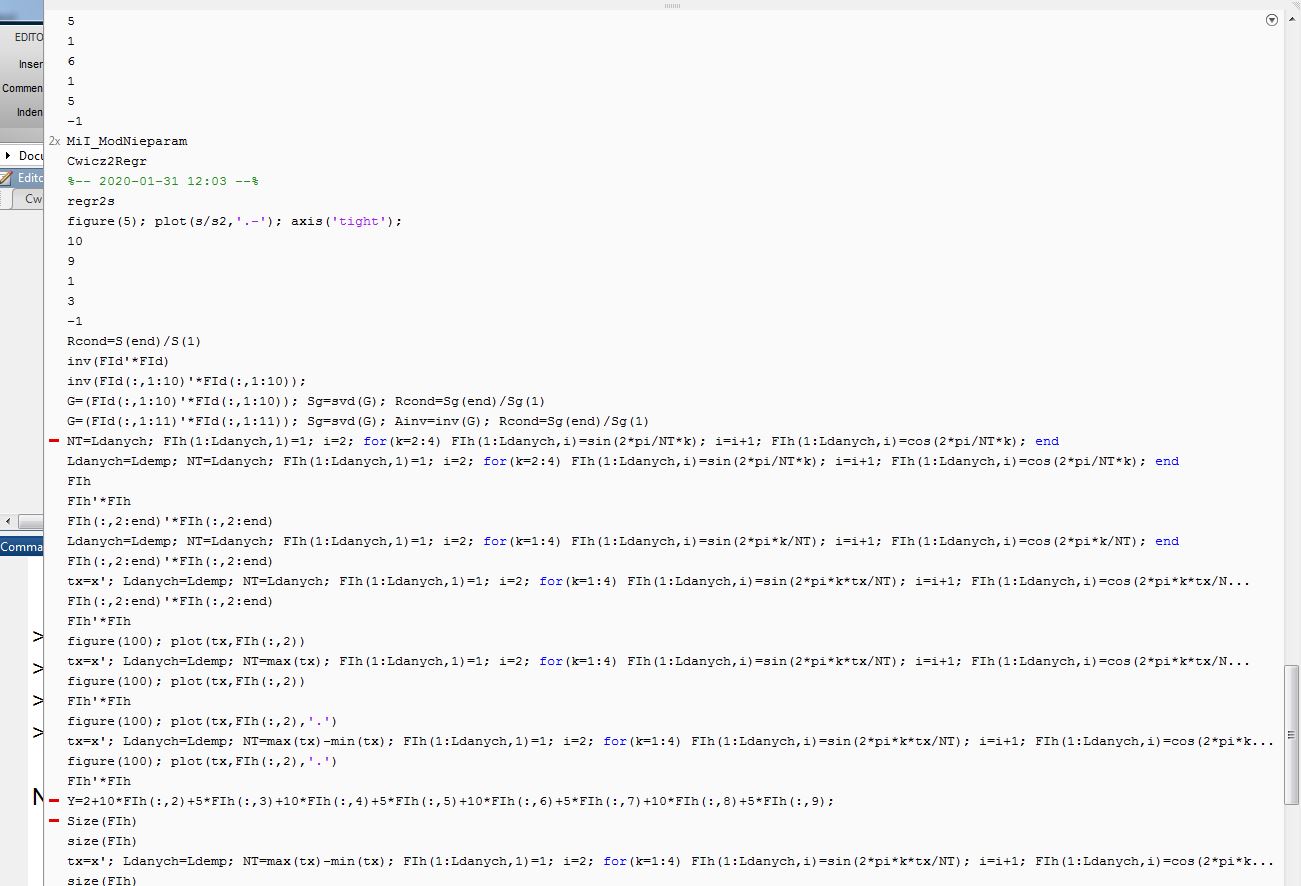 EDITO
Inser
Commen
Inden
Docu
Edito
Cw
Comma
>
>
>
>
N
5
1
6
1
5
-1
2x MiI_ModNieparam
Cwicz2Regr
%-- 2020-01-31 12:03 --%
regr2s
figure(5); plot(s/s2,'.-'); axis('tight');
10
9
1
3
-1
Rcond=S(end)/S(1)
inv(FId'*FId)
inv(FId(:,1:10)'*FId(:,1:10));
G=(FId(:,1:10)'*FId(:,1:10)); Sg=svd(G); Rcond=Sg(end)/Sg(1)
G=(FId(:,1:11)'*FId(:,1:11)); Sg=svd(G); Ainv=inv(G); Rcond=Sg(end)/Sg(1)
NT=Ldanych; FIh(1:Ldanych,1)=1; i=2; for(k=2:4) FIh(1:Ldanych,i)=sin(2*pi/NT*k); i=i+1; FIh(1:Ldanych,i)=cos(2*pi/NT*k); end
Ldanych=Ldemp; NT=Ldanych; FIh(1:Ldanych,1)=1; i=2; for(k=2:4) FIh(1:Ldanych,i)=sin(2*pi/NT*k); i=i+1; FIh(1:Ldanych,i)=cos(2*pi/NT*k); end
FIh
FIh'*FIh
FIh(:,2:end)'*FIh(:,2:end)
Ldanych=Ldemp; NT=Ldanych; FIh(1:Ldanych,1)=1; i=2; for(k=1:4) FIh(1:Ldanych,i)=sin(2*pi*k/NT); i=i+1; FIh(1:Ldanych,i)=cos(2*pi*k/NT); end
FIh(:,2:end)'*FIh(:,2:end)
tx=x'; Ldanych=Ldemp; NT=Ldanych; FIh(1:Ldanych,1)=1; i=2; for(k=1:4) FIh(1:Ldanych,i)=sin(2*pi*k*tx/NT); i=i+1; FIh(1:Ldanych,i)=cos(2*pi*k*tx/N...
FIh(:,2:end)'*FIh(:,2:end)
FIh'*FIh
figure(100); plot(tx,FIh(:,2))
tx=x'; Ldanych=Ldemp; NT=max(tx); FIh(1:Ldanych,1)=1; i=2; for(k=1:4) FIh(1:Ldanych,i)=sin(2*pi*k*tx/NT); i=i+1; FIh(1:Ldanych,i)=cos(2*pi*k*tx/N...
figure(100); plot(tx,FIh(:,2))
FIh'*FIh
figure(100); plot(tx,FIh(:,2),'.')
tx=x'; Ldanych=Ldemp; NT=max(tx)-min(tx); FIh(1:Ldanych,1)=1; i=2; for(k=1:4) FIh(1:Ldanych,i)=sin(2*pi*k*tx/NT); i=i+1; FIh(1:Ldanych,i)=cos(2*pi*k...
figure(100); plot(tx,FIh(:,2),'.')
FIh'*FIh
Y=2+10*FIh(:,2)+5*FIh(:,3)+10*FIh(:,4)+5*FIh(:,5)+10*FIh(:,6)+5*FIh(:,7)+10*FIh(:,8)+5*FIh(:,9);
Size(FIh)
size(FIh)
tx=x'; Ldanych=Ldemp; NT=max(tx)-min(tx); FIh(1:Ldanych,1)=1; i=2; for(k=1:4) FIh(1:Ldanych,i)=sin(2*pi*k*tx/NT); i=i+1; FIh(1:Ldanych,i)=cos(2*pi*k...
size(FIh)